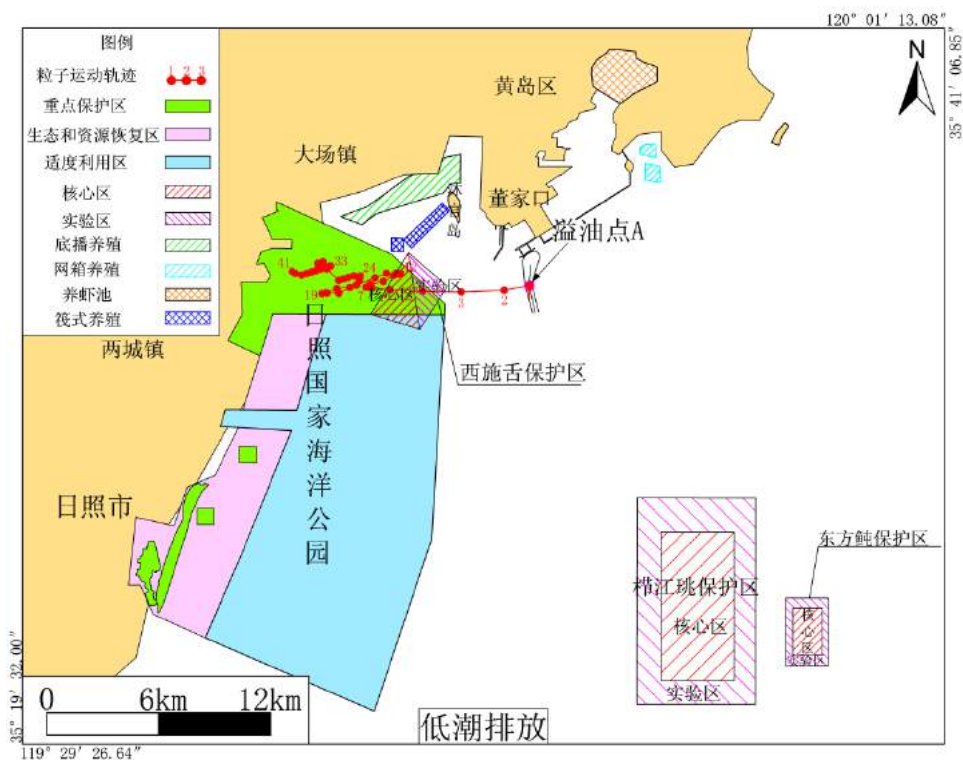 120° 01′ 13.08″
35° 41′ 06.85″
N
图例
1 2 3
粒子运动轨迹
重点保护区
生态和资源恢复区
适度利用区
核心区
实验区
底播养殖
网箱养殖
养虾池
筏式养殖
黄岛区
大场镇
董家口
溢油点A
41
33
24
19
7
3
2
核心区
实验区
西施舌保护区
两城镇
日照国家海洋公园
日照市
东方鲀保护区
栉江珧保护区
核心区
实验区
核心区
实验区
0 6km 12km
低潮排放
35° 19′ 32.00″
119° 29′ 26.64″